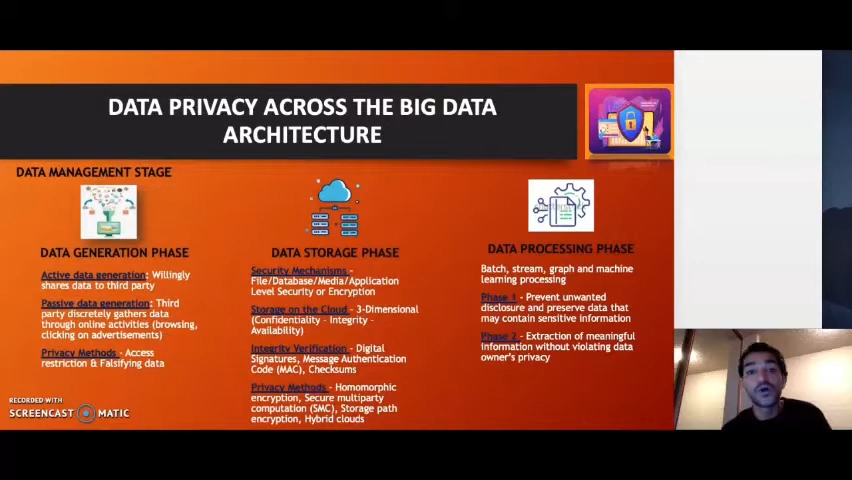 DATA PRIVACY ACROSS THE BIG DATA
ARCHITECTURE
DATA MANAGEMENT STAGE
DATA GENERATION PHASE
Active data generation: Willingly
shares data to third party
Passive data generation: Third
party discretely gathers data
through online activities (browsing,
clicking on advertisements)
Privacy Methods - Access
restriction & Falsifying data
DATA STORAGE PHASE
Security Mechanisms -
File/Database/Media/Application
Level Security or Encryption
Storage on the Cloud - 3-Dimensional
(Confidentiality - Integrity -
Availability)
Integrity Verification - Digital
Signatures, Message Authentication
Code (MAC), Checksums
Privacy Methods - Homomorphic
encryption, Secure multiparty
computation (SMC), Storage path
encryption, Hybrid clouds
DATA PROCESSING PHASE
Batch, stream, graph and machine
learning processing
Phase 1 - Prevent unwanted
disclosure and preserve data that
may contain sensitive information
Phase 2 - Extraction of meaningful
information without violating data
owner's privacy
RECORDED WITH
SCREENCAST MATIC